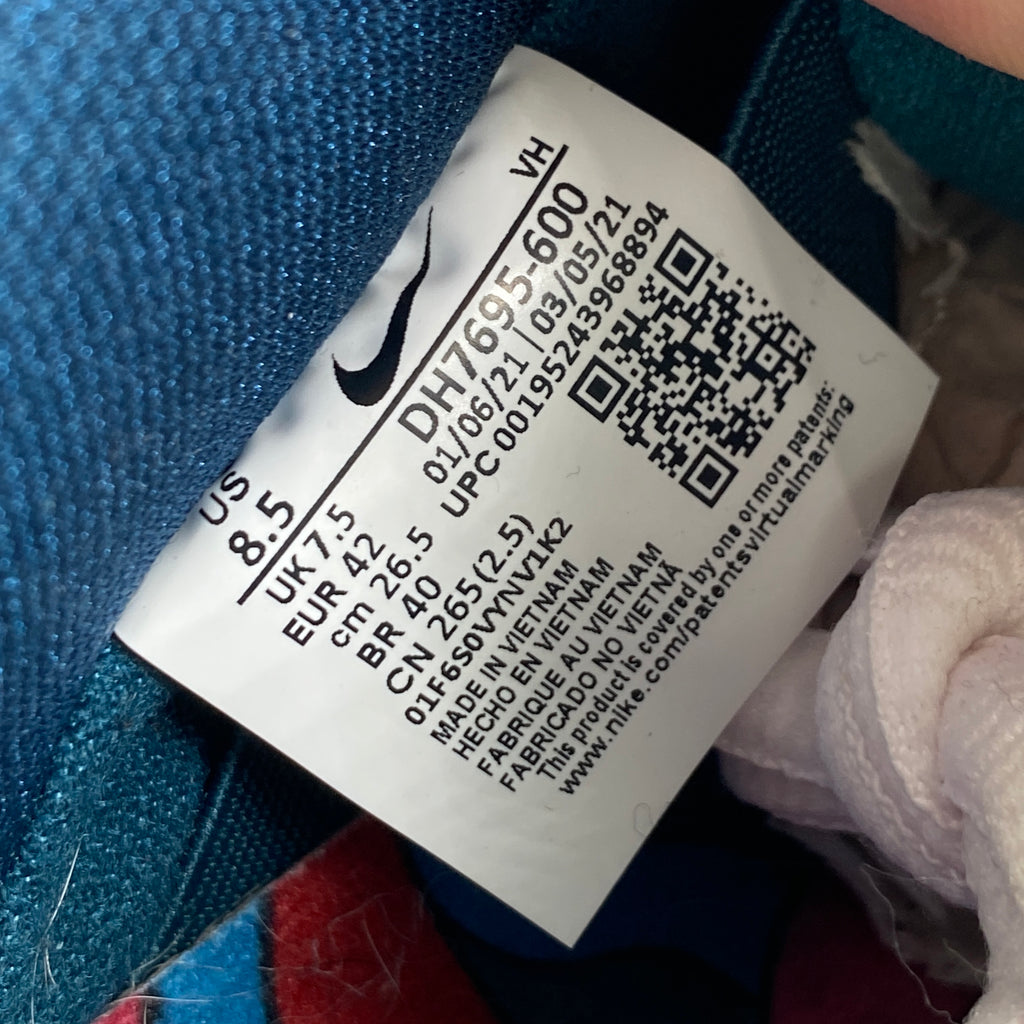 VH
US
8.5
UK 7.5
EUR 42
cm 26.5
BR 40
CN 265(2.5)
DH7695-600
01/06/21 | 03/05/21
UPC 00195243968894
01F6S0VYNV1K2
MADE IN VIETNAM
HECHO EN VIETNAM
FABRIQUE AU VIETNAM
FABRICADO NO VIETNÃ
This product is covered by one or more patents:
www.nike.com/patentsvirtualmarking